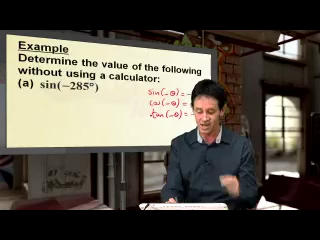 Example
Determine the value of the following
without using a calculator:
(a) sin(−285°)
sin(−θ) = −
cos(−θ) =
tan(−θ) = −